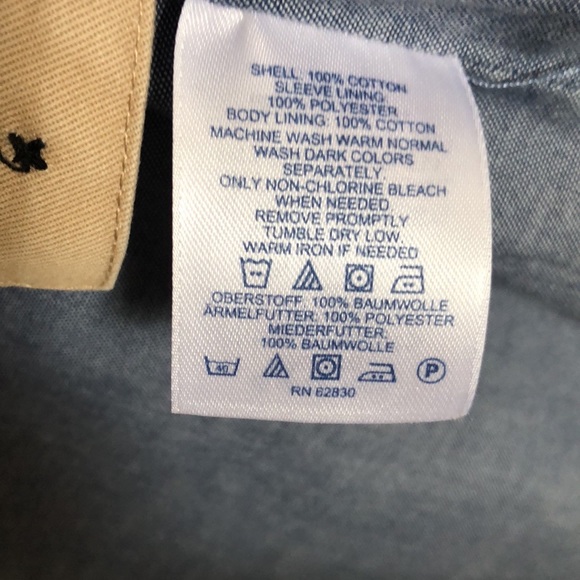 SHELL: 100% COTTON
SLEEVE LINING:
100% POLYESTER
BODY LINING: 100% COTTON
MACHINE WASH WARM NORMAL
WASH DARK COLORS
SEPARATELY.
ONLY NON-CHLORINE BLEACH
WHEN NEEDED
REMOVE PROMPTLY
TUMBLE DRY LOW.
WARM IRON IF NEEDED
OBERSTOFF: 100% BAUMWOLLE
ARMELFUTTER: 100% POLYESTER
MIEDERFUTTER:
100% BAUMWOLLE
40 P
RN 62830